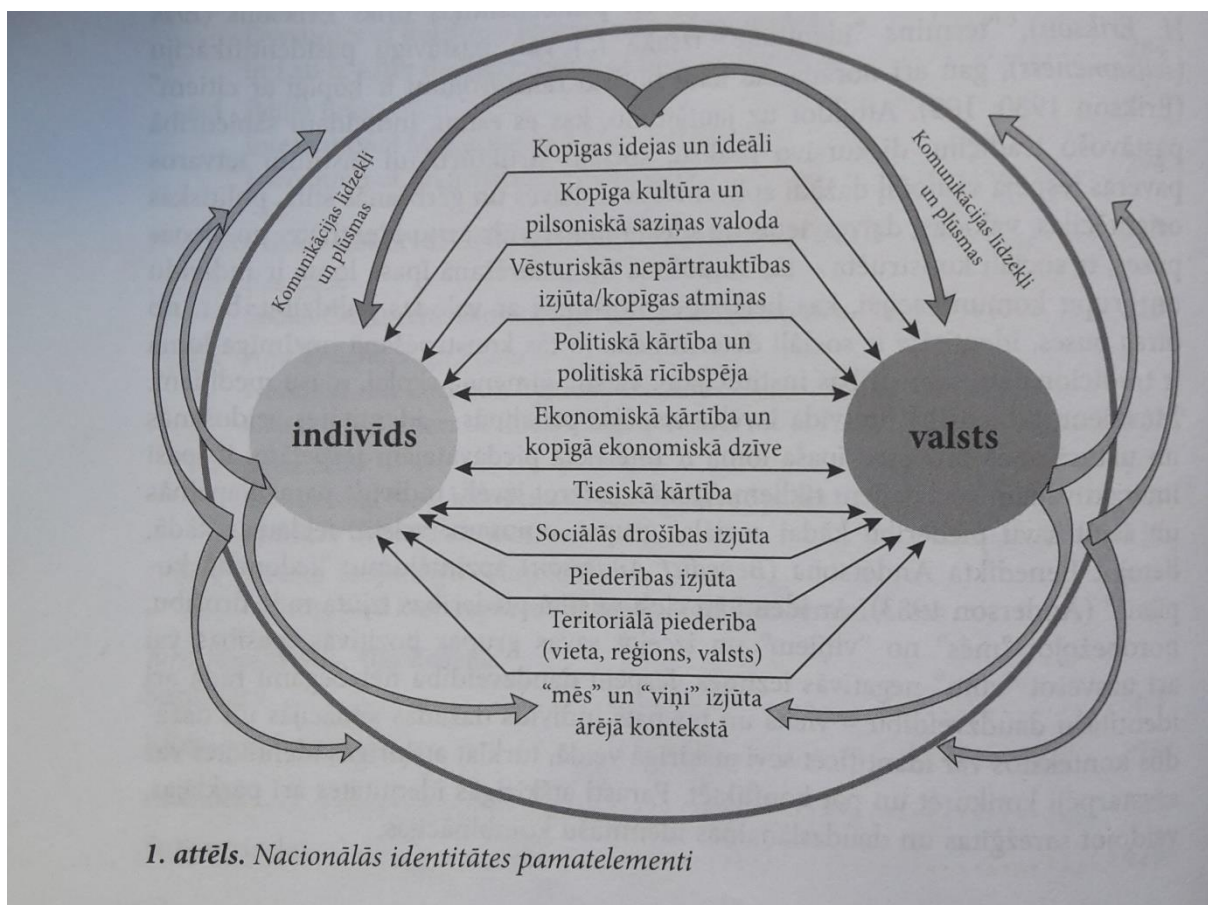 Kopīgas idejas un ideāli
Kopīga kultūra un
pilsoniskā saziņas valoda
Vēsturiskās nepārtrauktības
izjūta/kopīgas atmiņas
Politiskā kārtība un
politiskā rīcībspēja
Ekonomiskā kārtība un
kopīgā ekonomiskā dzīve
Tiesiskā kārtība
Sociālās drošības izjūta
Piederības izjūta
Teritoriālā piederība
(vieta, reģions, valsts)
“mēs” un “viņi” izjūta
ārējā kontekstā
Komunikācijas līdzekļi
un plūsmas
Komunikācijas līdzekļi
un plūsmas
indivīds
valsts
1. attēls. Nacionālās identitātes pamatelementi